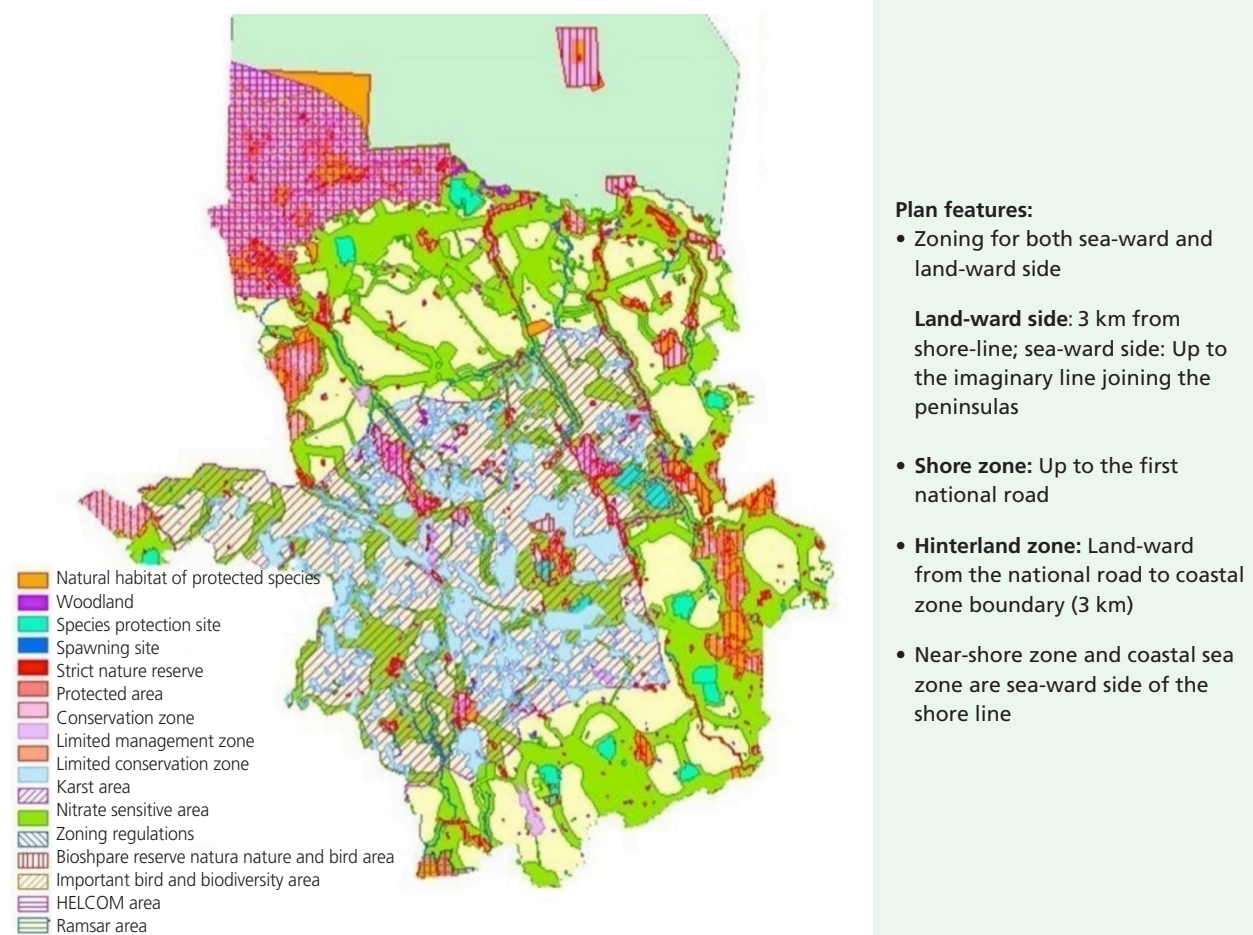 Natural habitat of protected species
Woodland
Species protection site
Spawning site
Strict nature reserve
Protected area
Conservation zone
Limited management zone
Limited conservation zone
Karst area
Nitrate sensitive area
Zoning regulations
Bioshpare reserve natura nature and bird area
Important bird and biodiversity area
HELCOM area
Ramsar area
Plan features:
• Zoning for both sea-ward and
land-ward side
Land-ward side: 3 km from
shore-line; sea-ward side: Up to
the imaginary line joining the
peninsulas
• Shore zone: Up to the first
national road
• Hinterland zone: Land-ward
from the national road to coastal
zone boundary (3 km)
• Near-shore zone and coastal sea
zone are sea-ward side of the
shore line